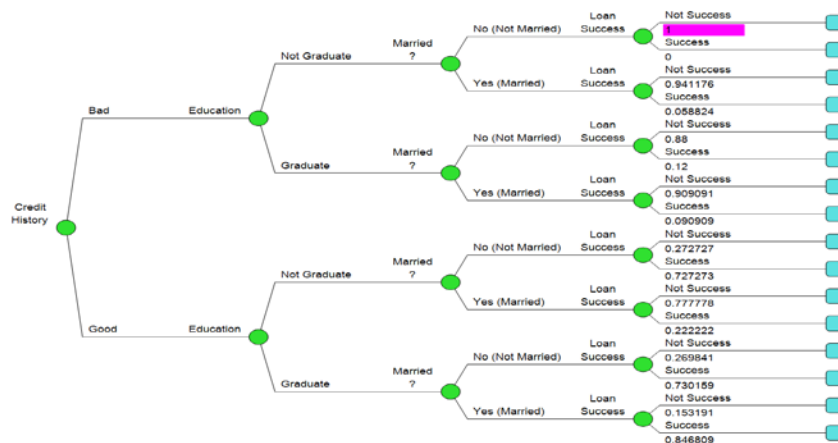 Not Success
1
Success
0
Not Success
0.941176
Success
0.058824
Not Success
0.88
Success
0.12
Not Success
0.909091
Success
0.090909
Not Success
0.272727
Success
0.727273
Not Success
0.777778
Success
0.222222
Not Success
0.269841
Success
0.730159
Not Success
0.153191
Success
0.846809
No (Not Married)
Loan
Success
Yes (Married)
Loan
Success
No (Not Married)
Loan
Success
Yes (Married)
Loan
Success
No (Not Married)
Loan
Success
Yes (Married)
Loan
Success
No (Not Married)
Loan
Success
Yes (Married)
Loan
Success
Not Graduate
Married
?
Graduate
Married
?
Not Graduate
Married
?
Graduate
Married
?
Bad
Education
Good
Education
Credit
History